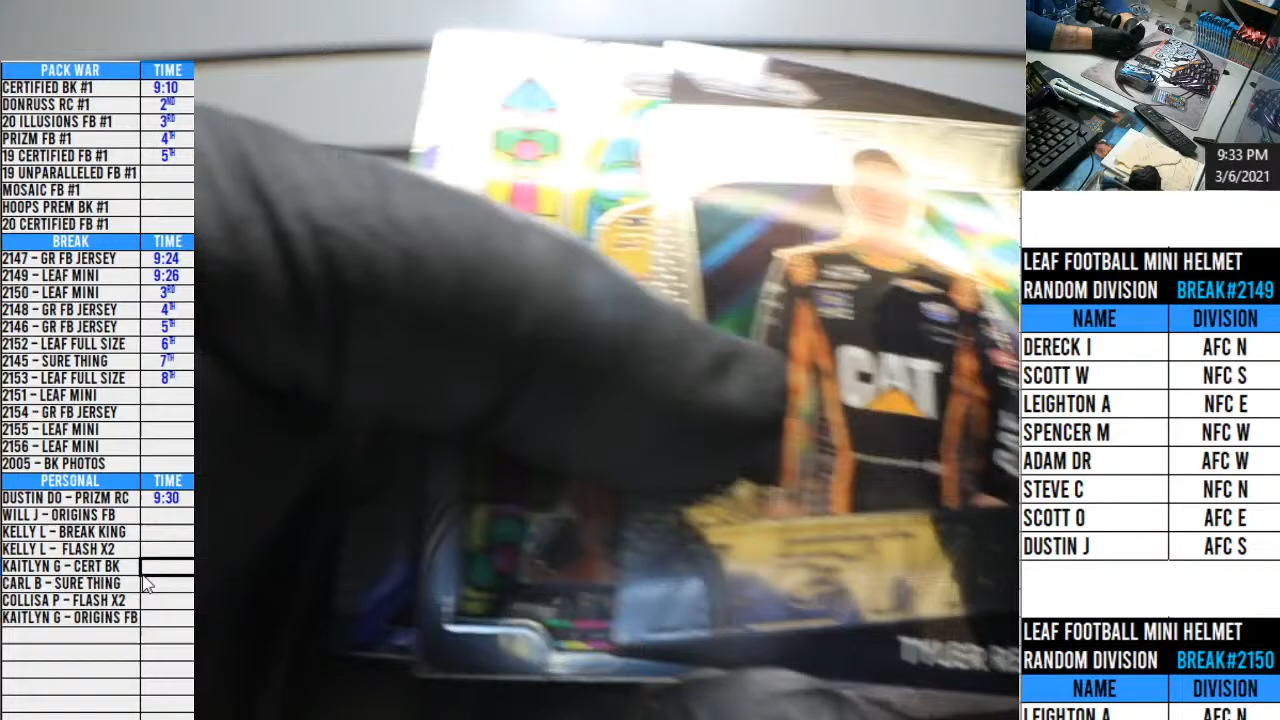 PACK WAR TIME
CERTIFIED BK #1 9:10
DONRUSS RC #1 2ND
20 ILLUSIONS FB #1 3RD
PRIZM FB #1 4TH
19 CERTIFIED FB #1 5TH
19 UNPARALLELED FB #1
MOSAIC FB #1
HOOPS PREM BK #1
20 CERTIFIED FB #1
BREAK TIME
2147 – GR FB JERSEY 9:24
2149 – LEAF MINI 9:26
2150 – LEAF MINI 3RD
2148 – GR FB JERSEY 4TH
2146 – GR FB JERSEY 5TH
2152 – LEAF FULL SIZE 6TH
2145 – SURE THING 7TH
2153 – LEAF FULL SIZE 8TH
2151 – LEAF MINI
2154 – GR FB JERSEY
2155 – LEAF MINI
2156 – LEAF MINI
2005 – BK PHOTOS
PERSONAL TIME
DUSTIN DO – PRIZM RC 9:30
WILL J – ORIGINS FB
KELLY L – BREAK KING
KELLY L – FLASH X2
KAITLYN G – CERT BK
CARL B – SURE THING
COLLISA P – FLASH X2
KAITLYN G – ORIGINS FB
CAT
TYLER
9:33 PM
3/6/2021
LEAF FOOTBALL MINI HELMET
RANDOM DIVISION BREAK#2149
NAME DIVISION
DERECK I AFC N
SCOTT W NFC S
LEIGHTON A NFC E
SPENCER M NFC W
ADAM DR AFC W
STEVE C NFC N
SCOTT O AFC E
DUSTIN J AFC S
LEAF FOOTBALL MINI HELMET
RANDOM DIVISION BREAK#2150
NAME DIVISION
LEIGHTON A AFC N